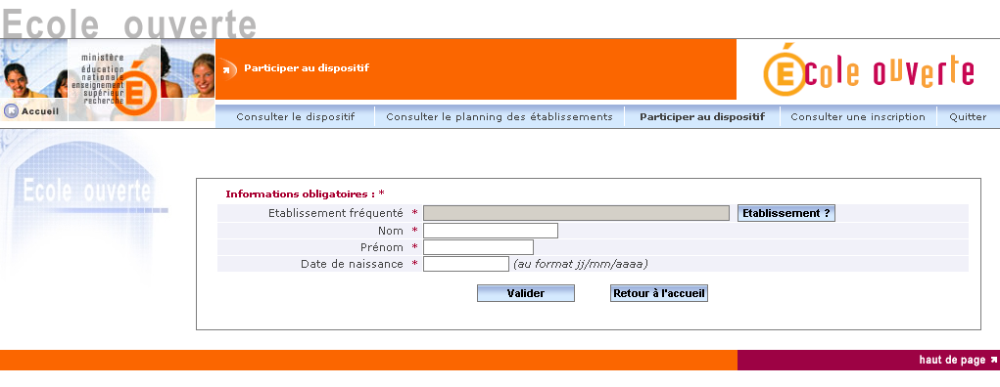 Ecole ouverte
ministère
éducation
nationale
enseignement
supérieur
recherche
É
Participer au dispositif
École ouverte
Accueil
Consulter le dispositif
Consulter le planning des établissements
Participer au dispositif
Consulter une inscription
Quitter
Ecole ouverte
Informations obligatoires : *
Etablissement fréquenté * Etablissement ?
Nom *
Prénom *
Date de naissance * (au format jj/mm/aaaa)
Valider
Retour à l'accueil
haut de page